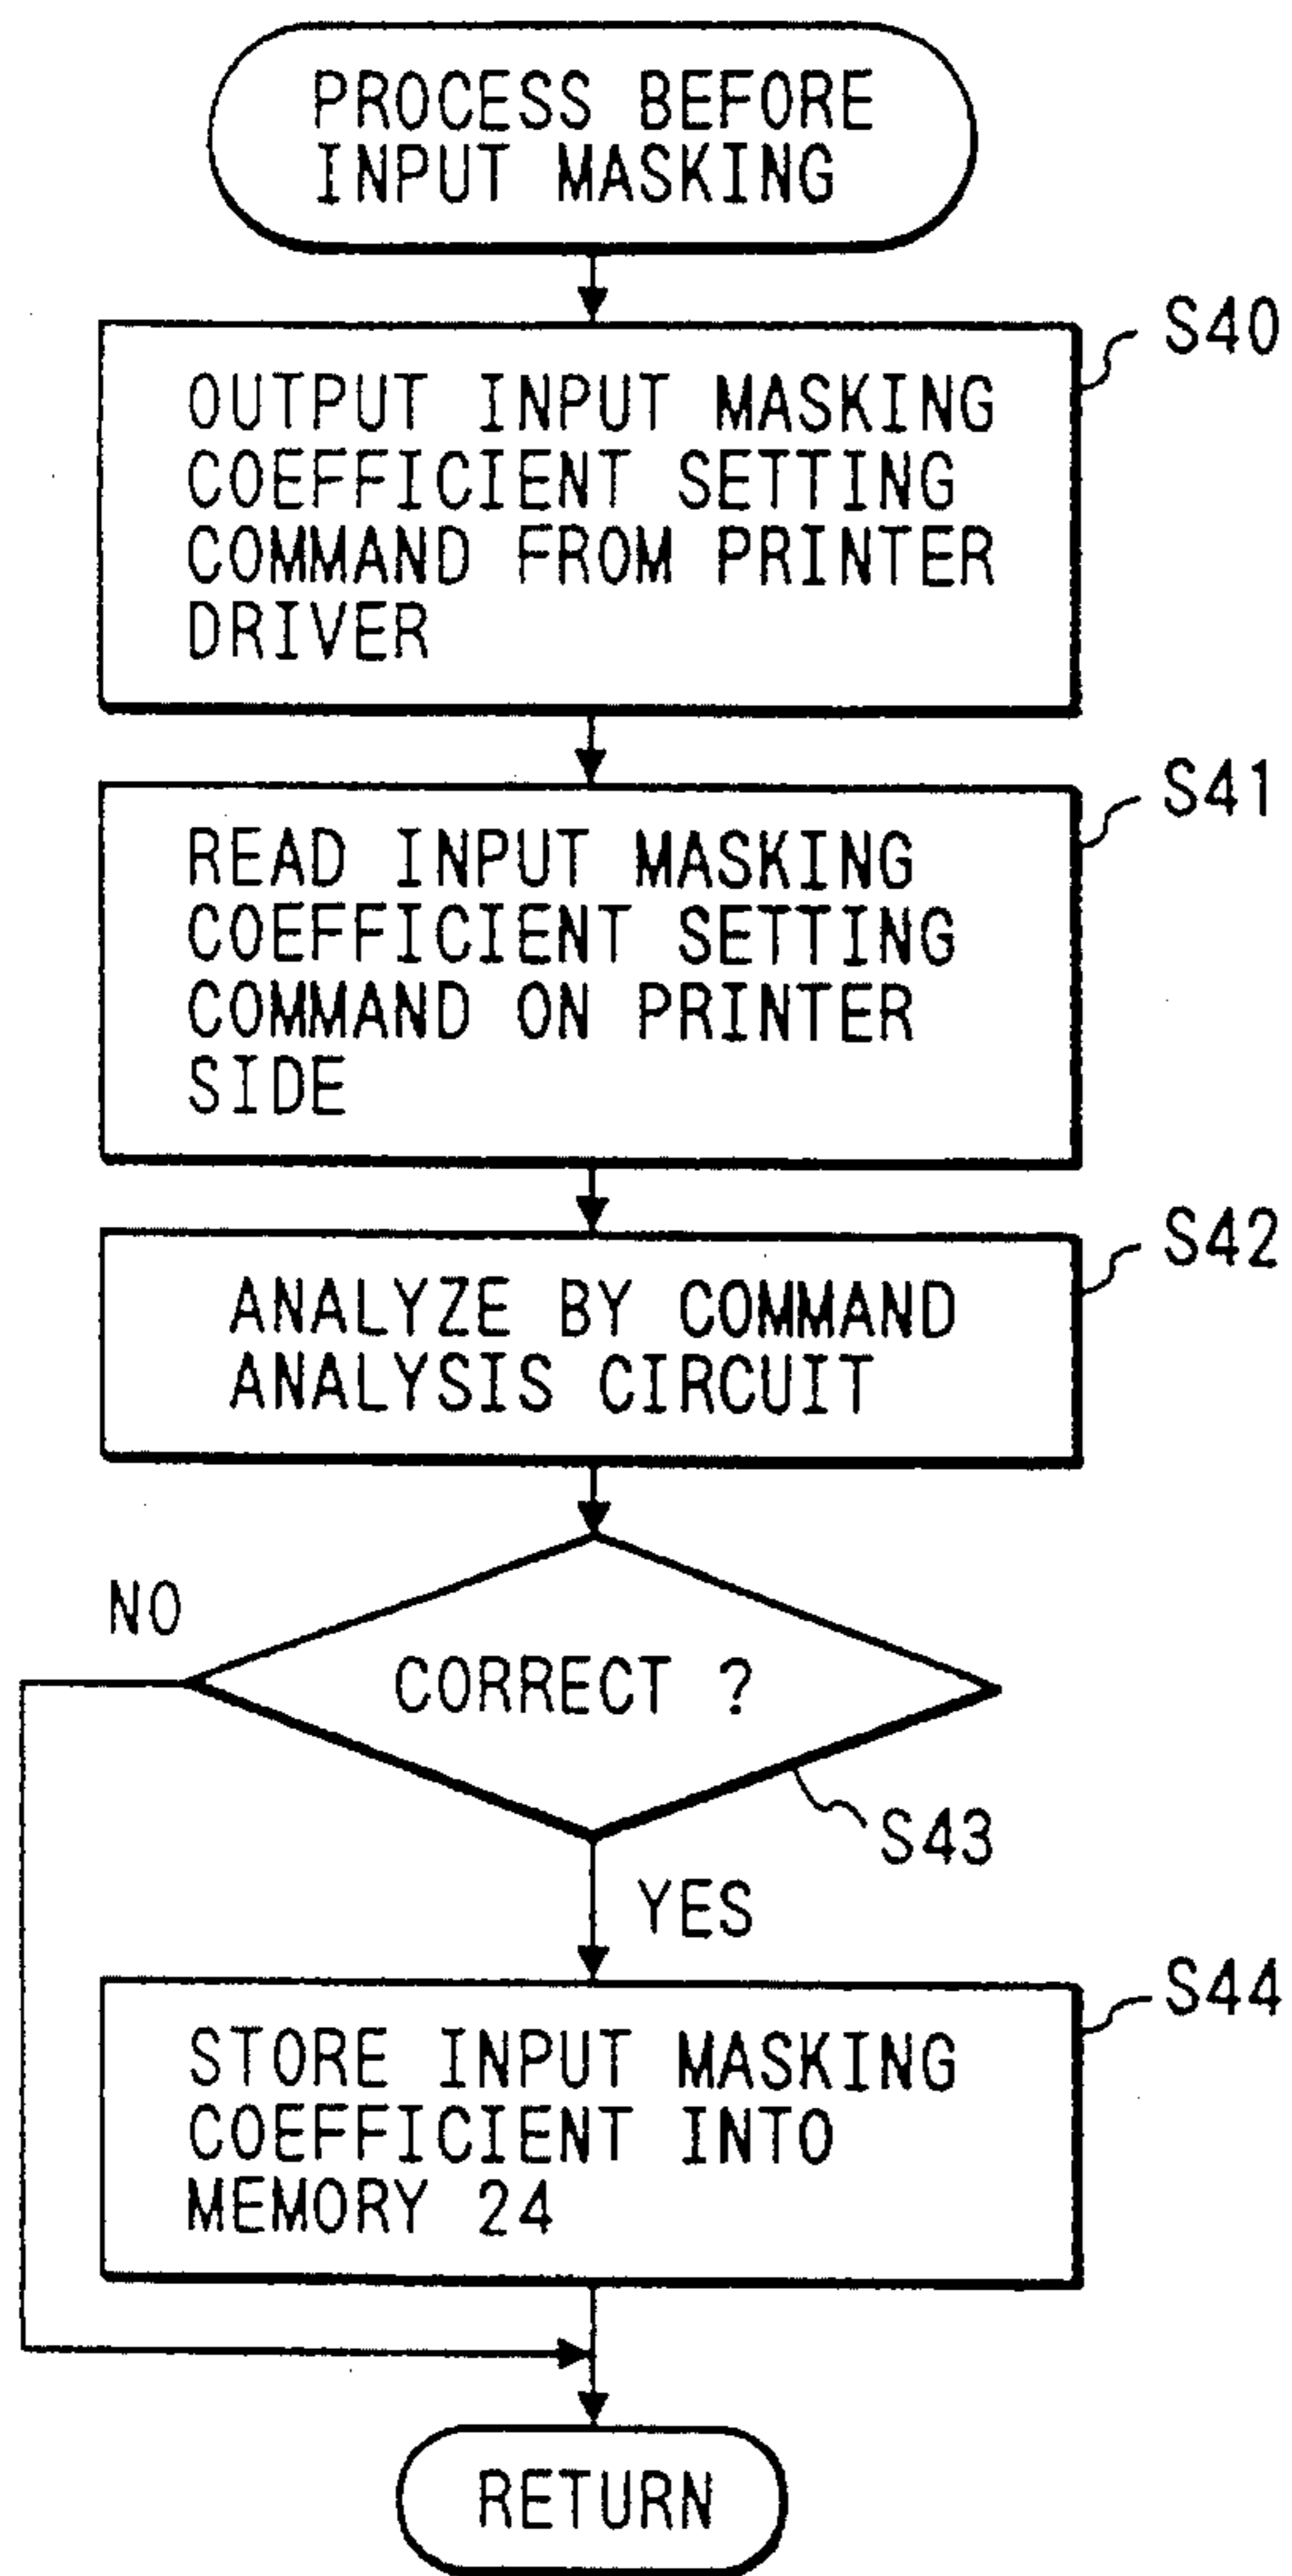 PROCESS BEFORE
INPUT MASKING
S40
OUTPUT INPUT MASKING
COEFFICIENT SETTING
COMMAND FROM PRINTER
DRIVER
S41
READ INPUT MASKING
COEFFICIENT SETTING
COMMAND ON PRINTER
SIDE
S42
ANALYZE BY COMMAND
ANALYSIS CIRCUIT
NO
CORRECT ?
S43
YES
S44
STORE INPUT MASKING
COEFFICIENT INTO
MEMORY 24
RETURN